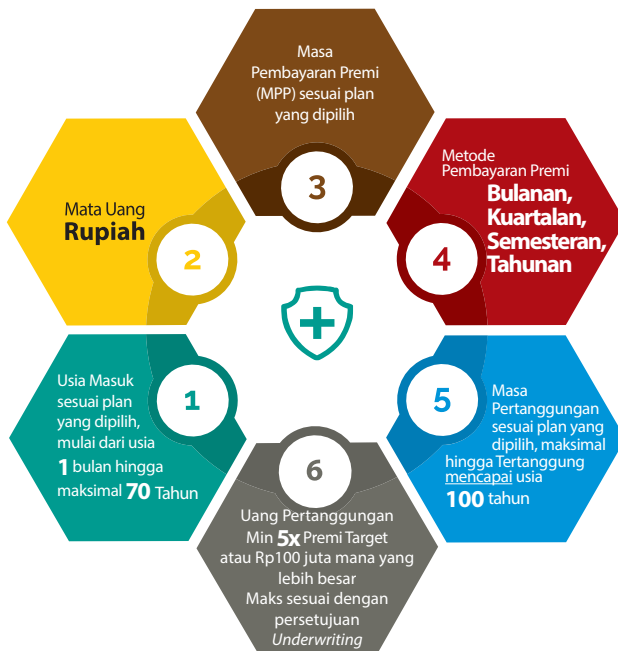 Masa
Pembayaran Premi
(MPP) sesuai plan
yang dipilih
3
Mata Uang
Rupiah
2
Metode
Pembayaran Premi
Bulanan,
Kuartalan,
Semesteran,
Tahunan
4
Usia Masuk
sesuai plan
yang dipilih,
mulai dari usia
1 bulan hingga
maksimal 70 Tahun
1
5
Masa
Pertanggungan
sesuai plan yang
dipilih, maksimal
hingga Tertanggung
mencapai usia
100 tahun
6
Uang Pertanggungan
Min 5x Premi Target
atau Rp100 juta mana yang
lebih besar
Maks sesuai dengan
persetujuan
Underwriting